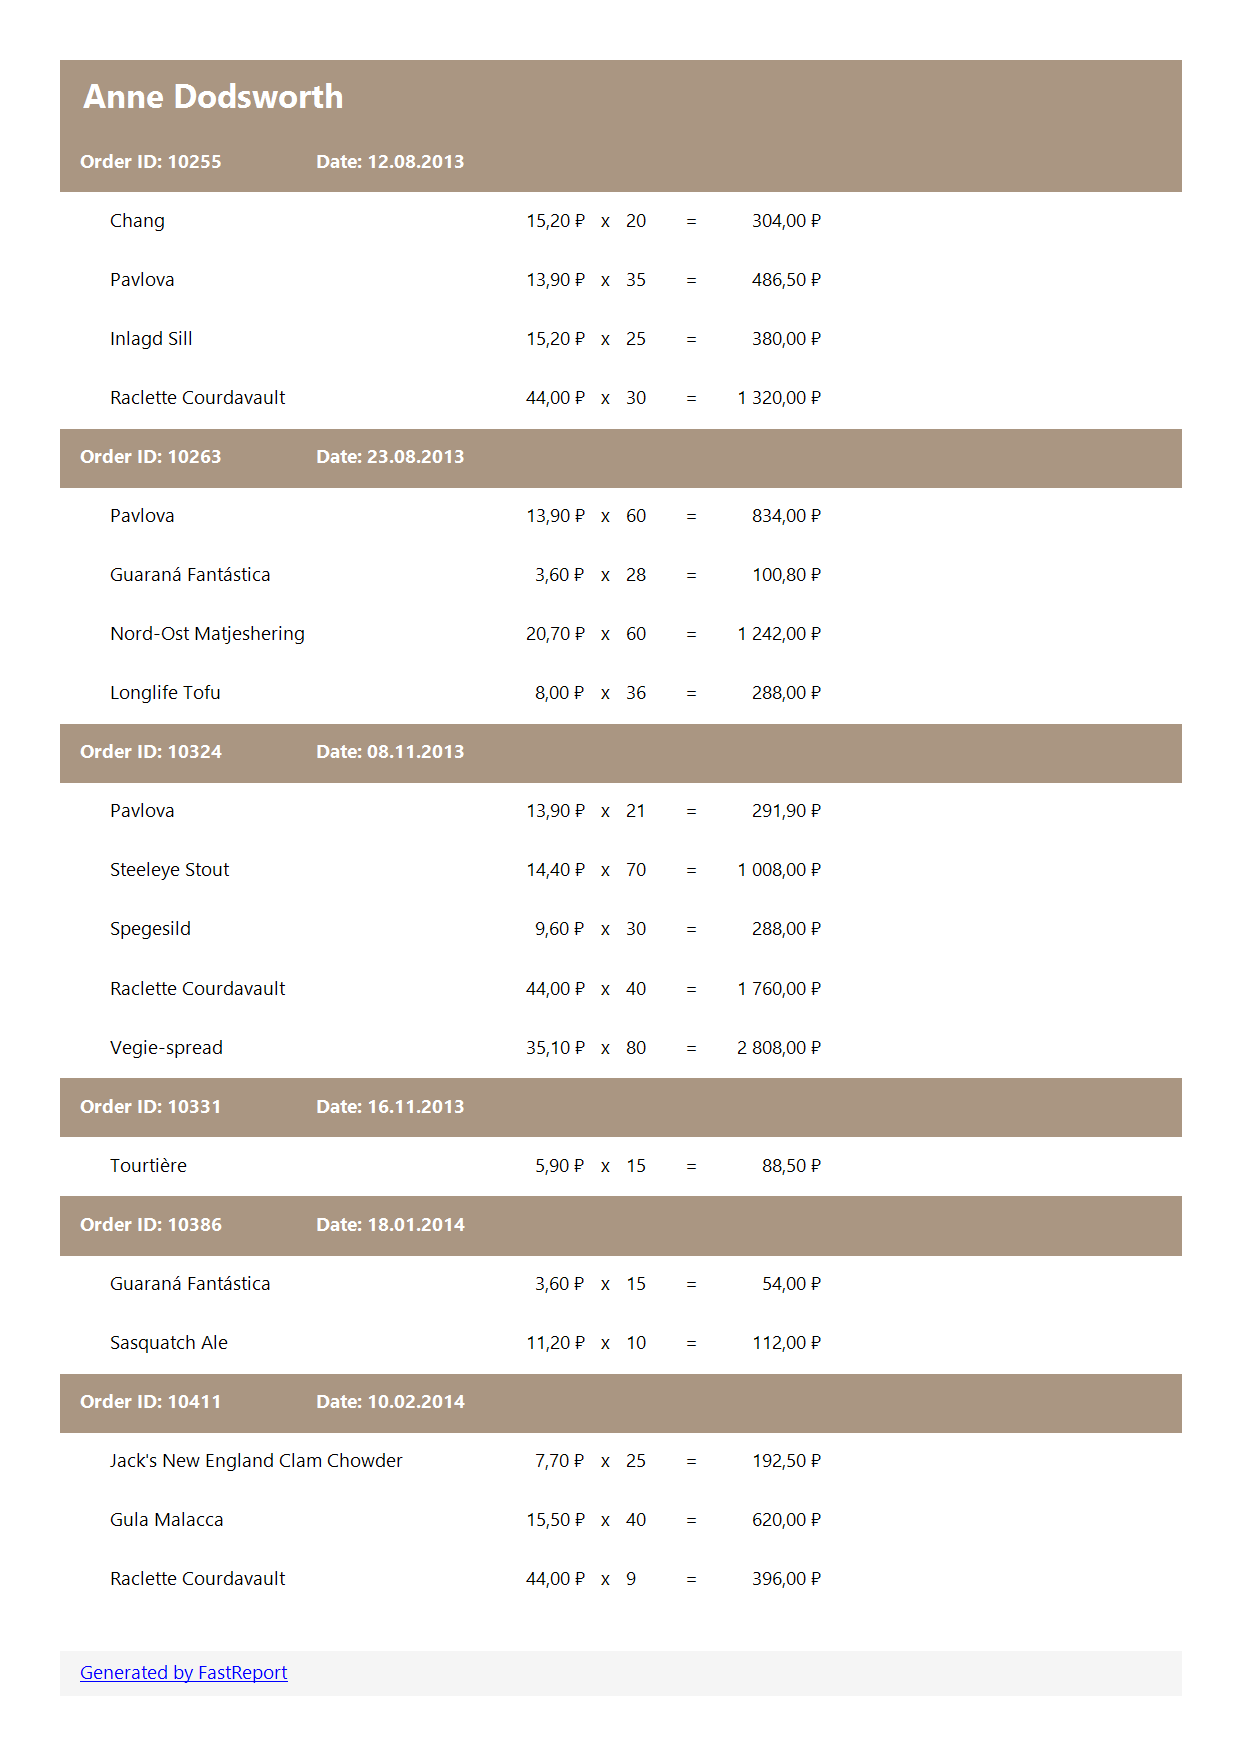 Anne Dodsworth
Order ID: 10255 Date: 12.08.2013
Chang 15,20 ₽ x 20 = 304,00 ₽
Pavlova 13,90 ₽ x 35 = 486,50 ₽
Inlagd Sill 15,20 ₽ x 25 = 380,00 ₽
Raclette Courdavault 44,00 ₽ x 30 = 1 320,00 ₽
Order ID: 10263 Date: 23.08.2013
Pavlova 13,90 ₽ x 60 = 834,00 ₽
Guaraná Fantástica 3,60 ₽ x 28 = 100,80 ₽
Nord-Ost Matjeshering 20,70 ₽ x 60 = 1 242,00 ₽
Longlife Tofu 8,00 ₽ x 36 = 288,00 ₽
Order ID: 10324 Date: 08.11.2013
Pavlova 13,90 ₽ x 21 = 291,90 ₽
Steeleye Stout 14,40 ₽ x 70 = 1 008,00 ₽
Spegesild 9,60 ₽ x 30 = 288,00 ₽
Raclette Courdavault 44,00 ₽ x 40 = 1 760,00 ₽
Vegie-spread 35,10 ₽ x 80 = 2 808,00 ₽
Order ID: 10331 Date: 16.11.2013
Tourtière 5,90 ₽ x 15 = 88,50 ₽
Order ID: 10386 Date: 18.01.2014
Guaraná Fantástica 3,60 ₽ x 15 = 54,00 ₽
Sasquatch Ale 11,20 ₽ x 10 = 112,00 ₽
Order ID: 10411 Date: 10.02.2014
Jack's New England Clam Chowder 7,70 ₽ x 25 = 192,50 ₽
Gula Malacca 15,50 ₽ x 40 = 620,00 ₽
Raclette Courdavault 44,00 ₽ x 9 = 396,00 ₽
Generated by FastReport